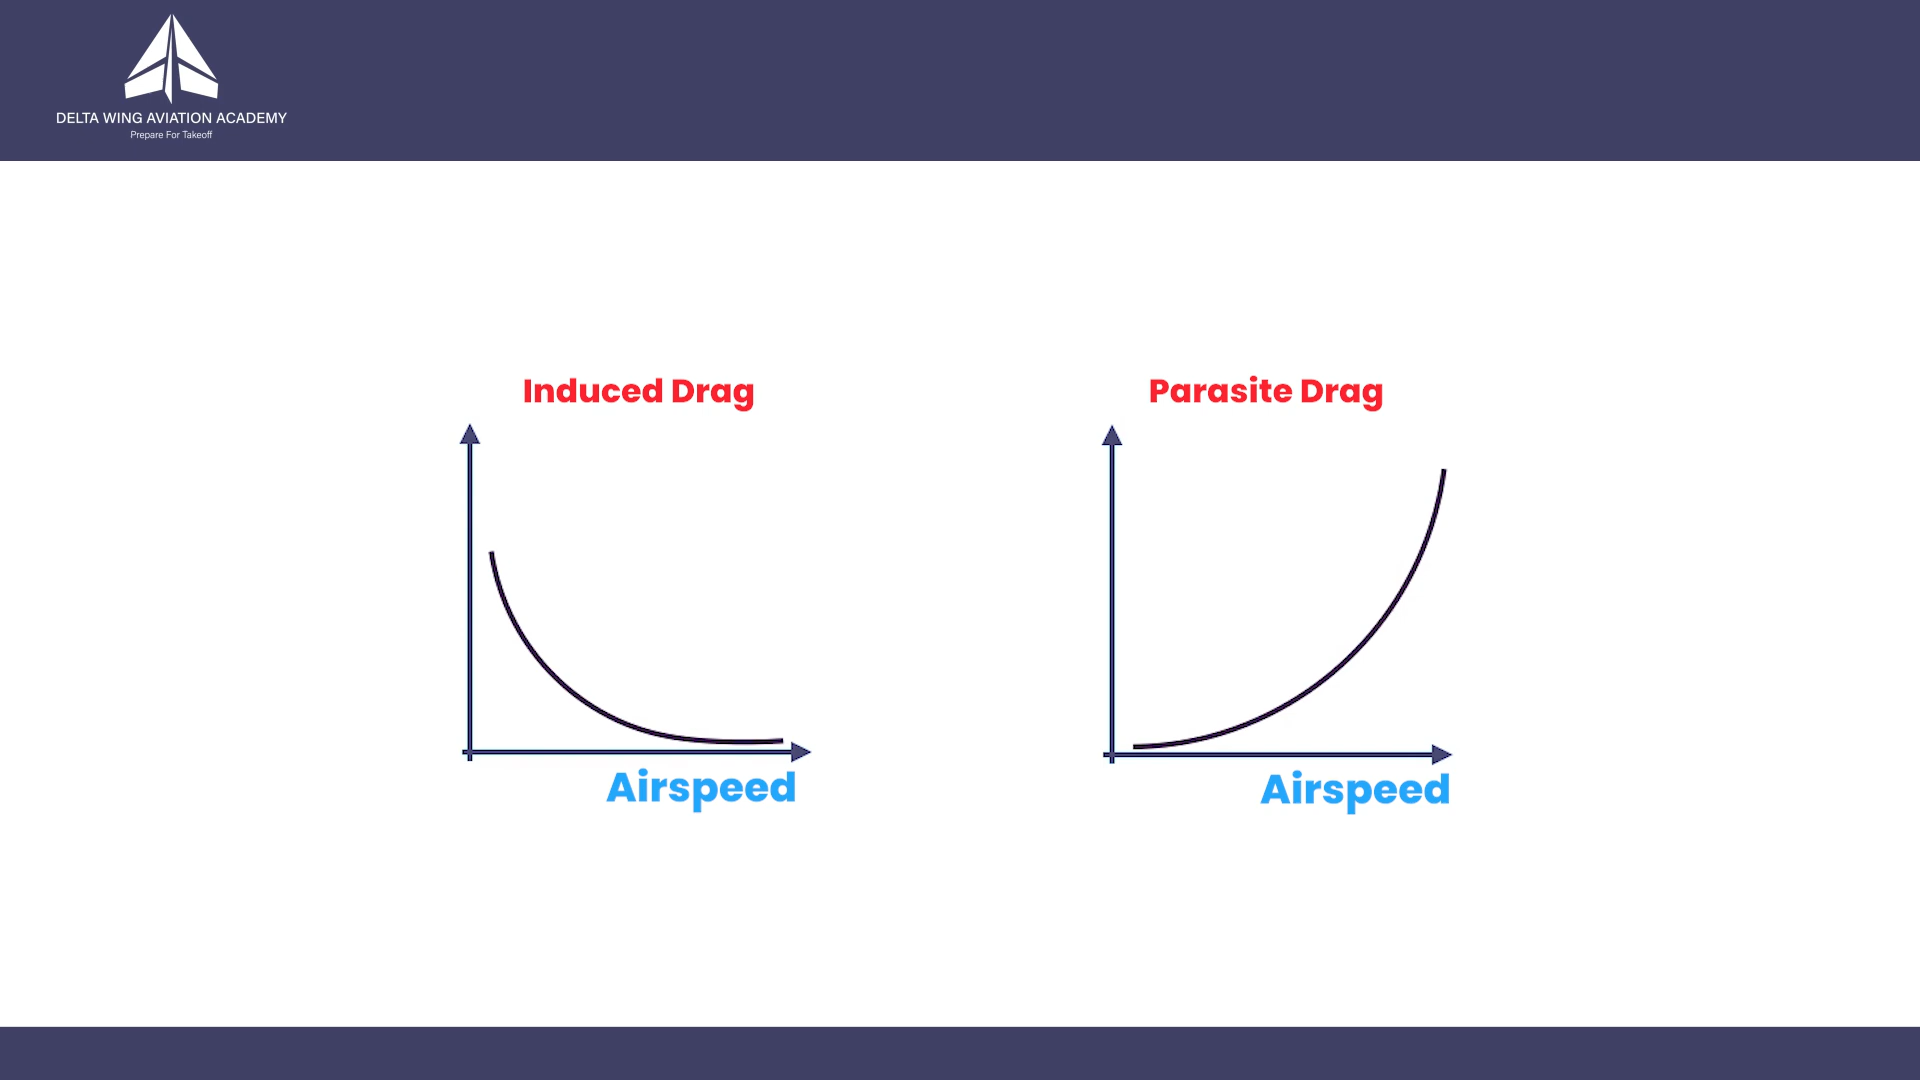 DELTA WING AVIATION ACADEMY
Prepare For Takeoff
Induced Drag
Parasite Drag
Airspeed
Airspeed